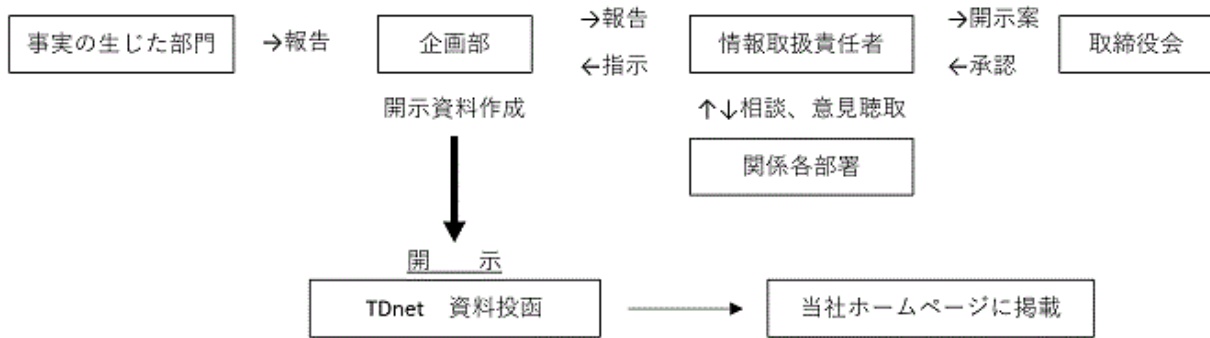 →報告 →開示案
事実の生じた部門 →報告 企画部 情報取扱責任者 取締役会
←指示 ←承認
開示資料作成 ↑↓相談、意見聴取
関係各部署
開 示
TDnet 資料投函 当社ホームページに掲載